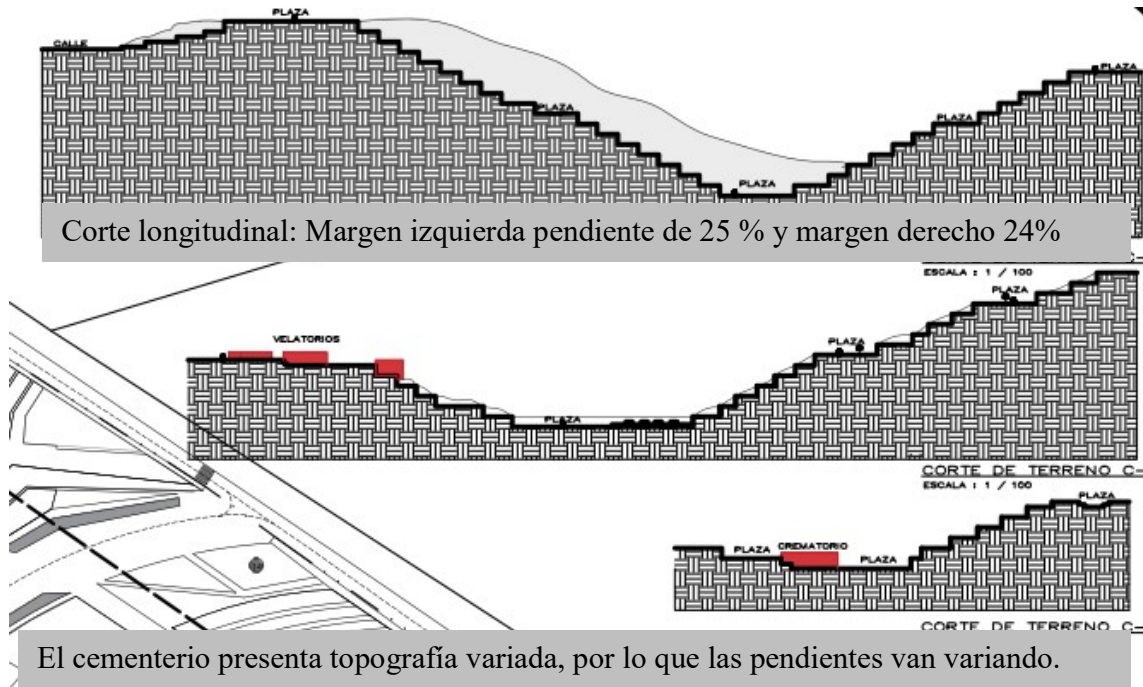 PLAZA
CALLE
PLAZA
PLAZA
PLAZA
PLAZA
Corte longitudinal: Margen izquierda pendiente de 25 % y margen derecho 24%
ESCALA : 1 / 100
PLAZA
VELATORIOS
PLAZA
PLAZA
CORTE DE TERRENO C-
ESCALA : 1 / 100
PLAZA
PLAZA
CREMATORIO
PLAZA
CORTE DE TERRENO C-
El cementerio presenta topografía variada, por lo que las pendientes van variando.